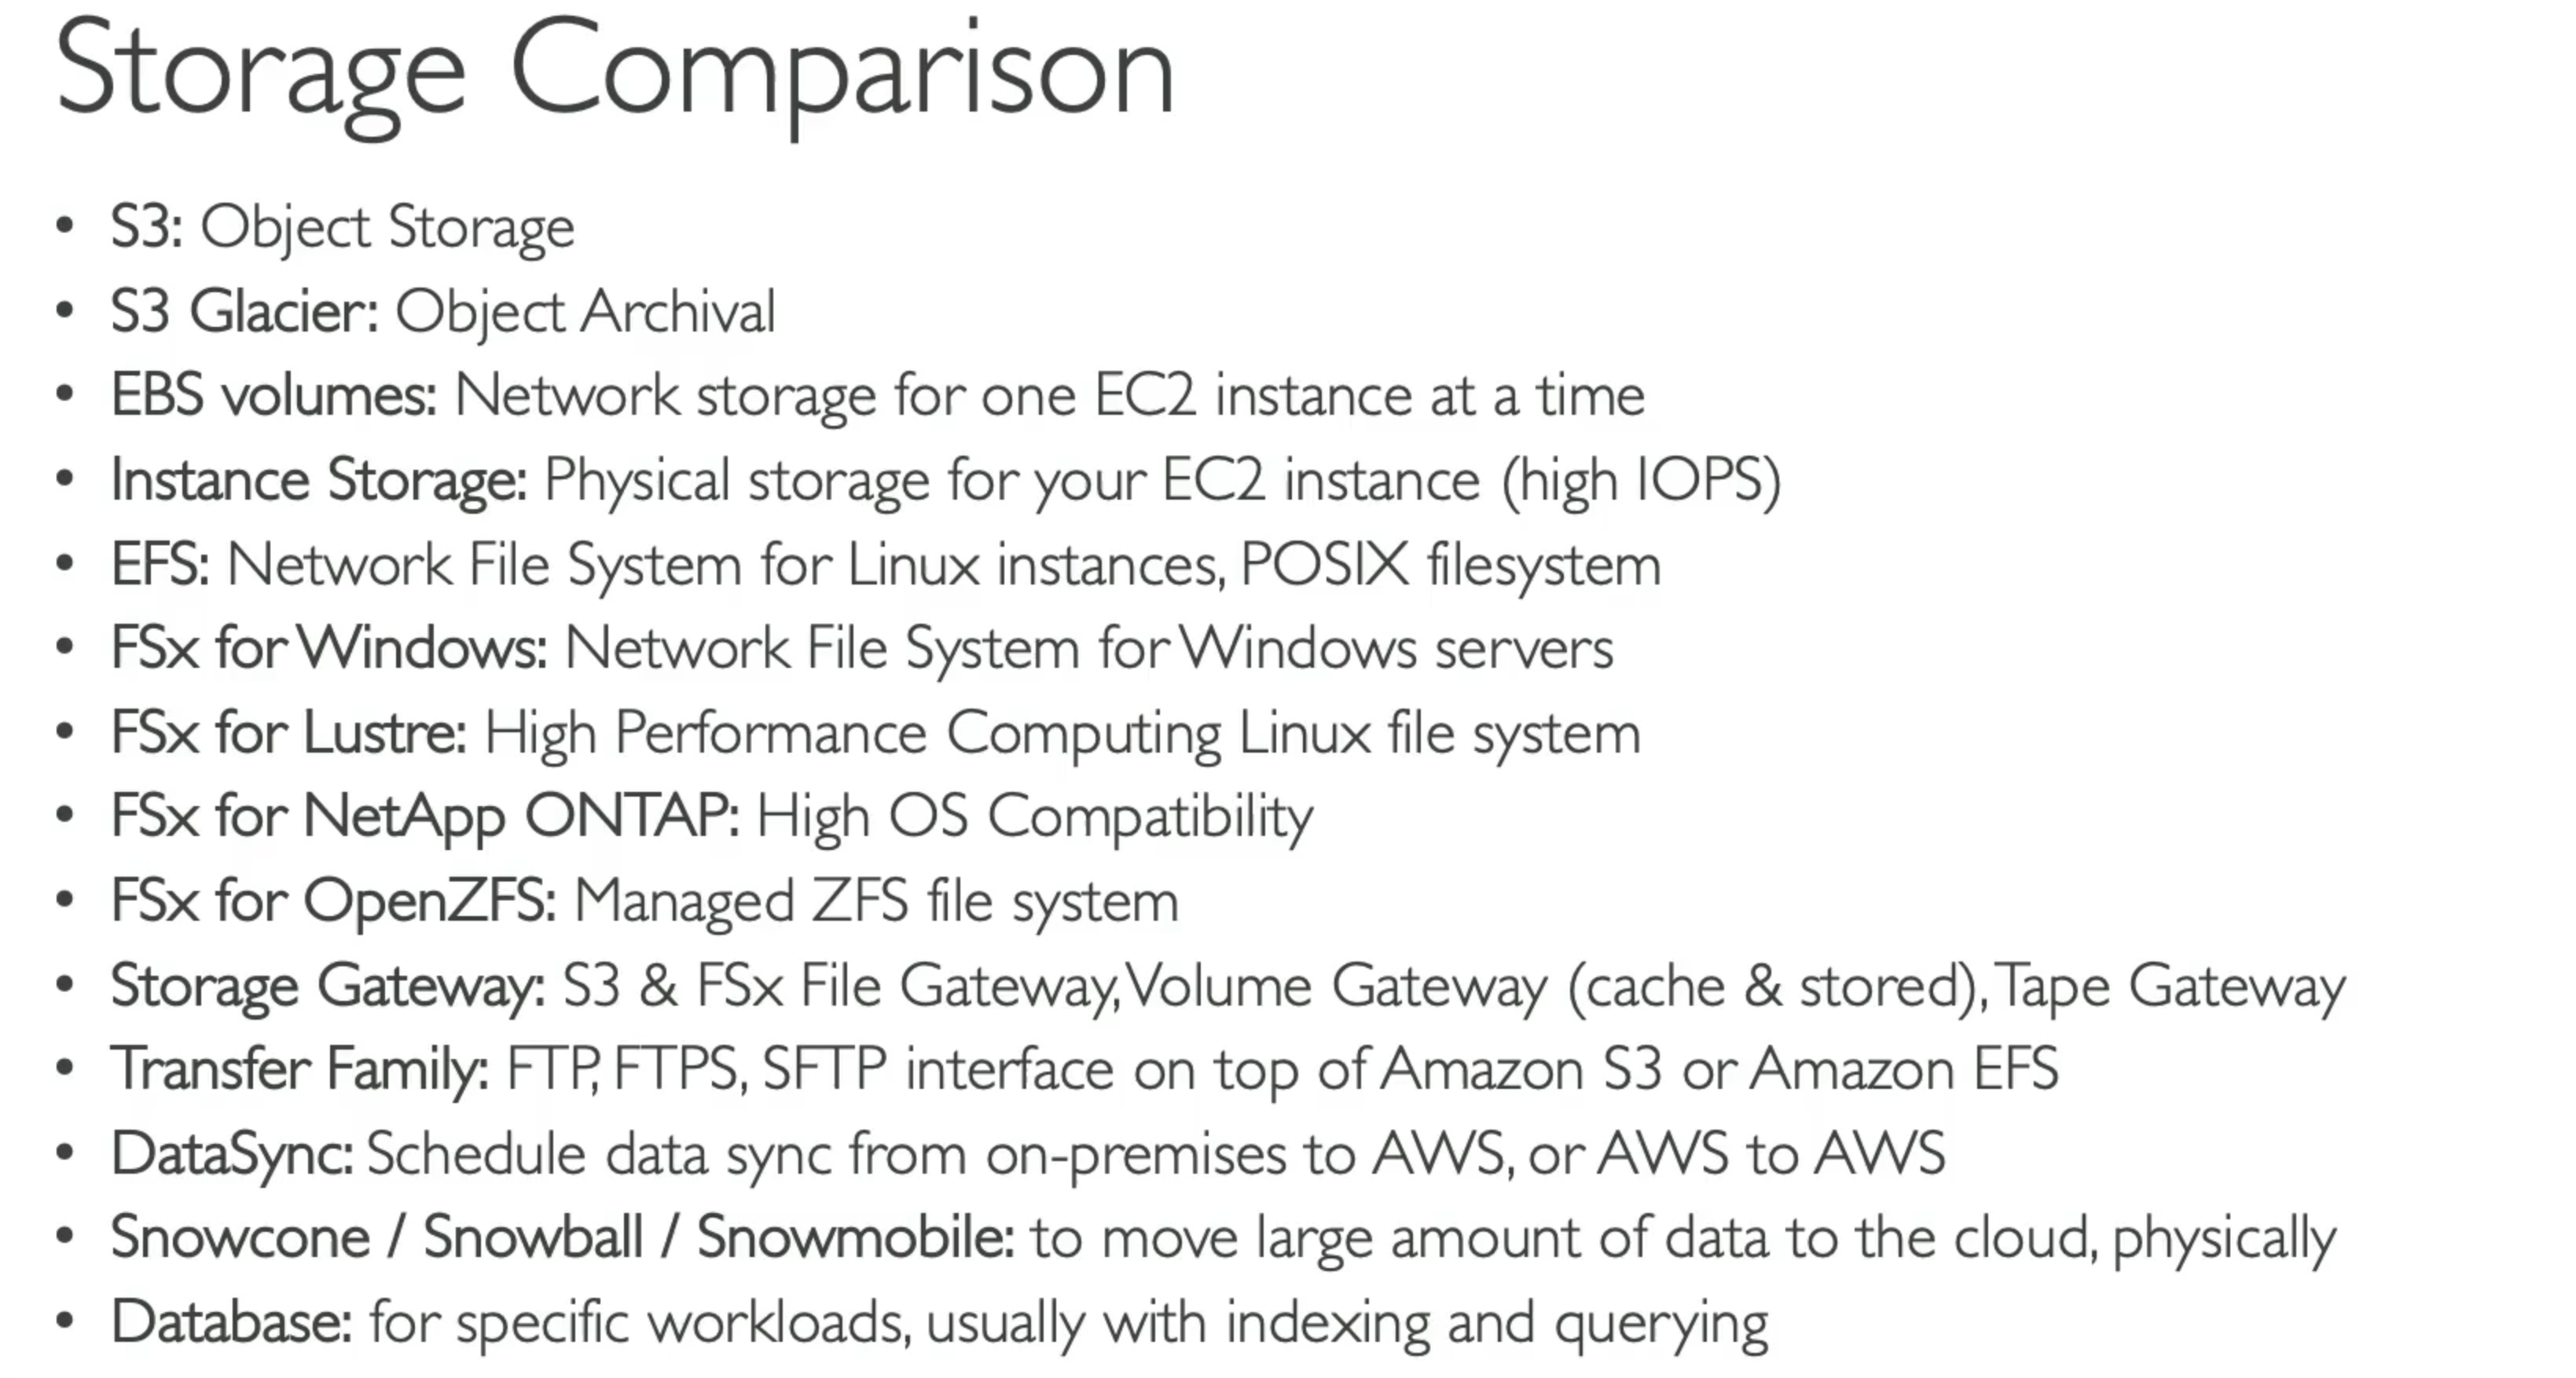 Storage Comparison
• S3: Object Storage
• S3 Glacier: Object Archival
• EBS volumes: Network storage for one EC2 instance at a time
• Instance Storage: Physical storage for your EC2 instance (high IOPS)
• EFS: Network File System for Linux instances, POSIX filesystem
• FSx for Windows: Network File System for Windows servers
• FSx for Lustre: High Performance Computing Linux file system
• FSx for NetApp ONTAP: High OS Compatibility
• FSx for OpenZFS: Managed ZFS file system
• Storage Gateway: S3 & FSx File Gateway, Volume Gateway (cache & stored), Tape Gateway
• Transfer Family: FTP, FTPS, SFTP interface on top of Amazon S3 or Amazon EFS
• DataSync: Schedule data sync from on-premises to AWS, or AWS to AWS
• Snowcone / Snowball / Snowmobile: to move large amount of data to the cloud, physically
• Database: for specific workloads, usually with indexing and querying